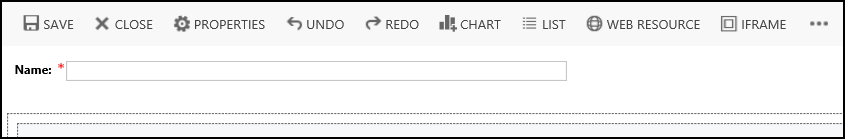 SAVE CLOSE PROPERTIES UNDO REDO CHART LIST WEB RESOURCE IFRAME •••
Name: *